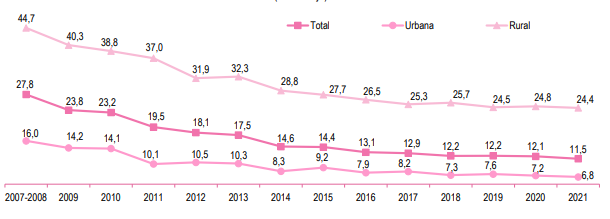 Total Urbana Rural
44,7 40,3 38,8 37,0 31,9 32,3 28,8 27,7 26,5 25,3 25,7 24,5 24,8 24,4
27,8 23,8 23,2 19,5 18,1 17,5 14,6 14,4 13,1 12,9 12,2 12,2 12,1 11,5
16,0 14,2 14,1 10,1 10,5 10,3 8,3 9,2 7,9 8,2 7,3 7,6 7,2 6,8
2007-2008 2009 2010 2011 2012 2013 2014 2015 2016 2017 2018 2019 2020 2021